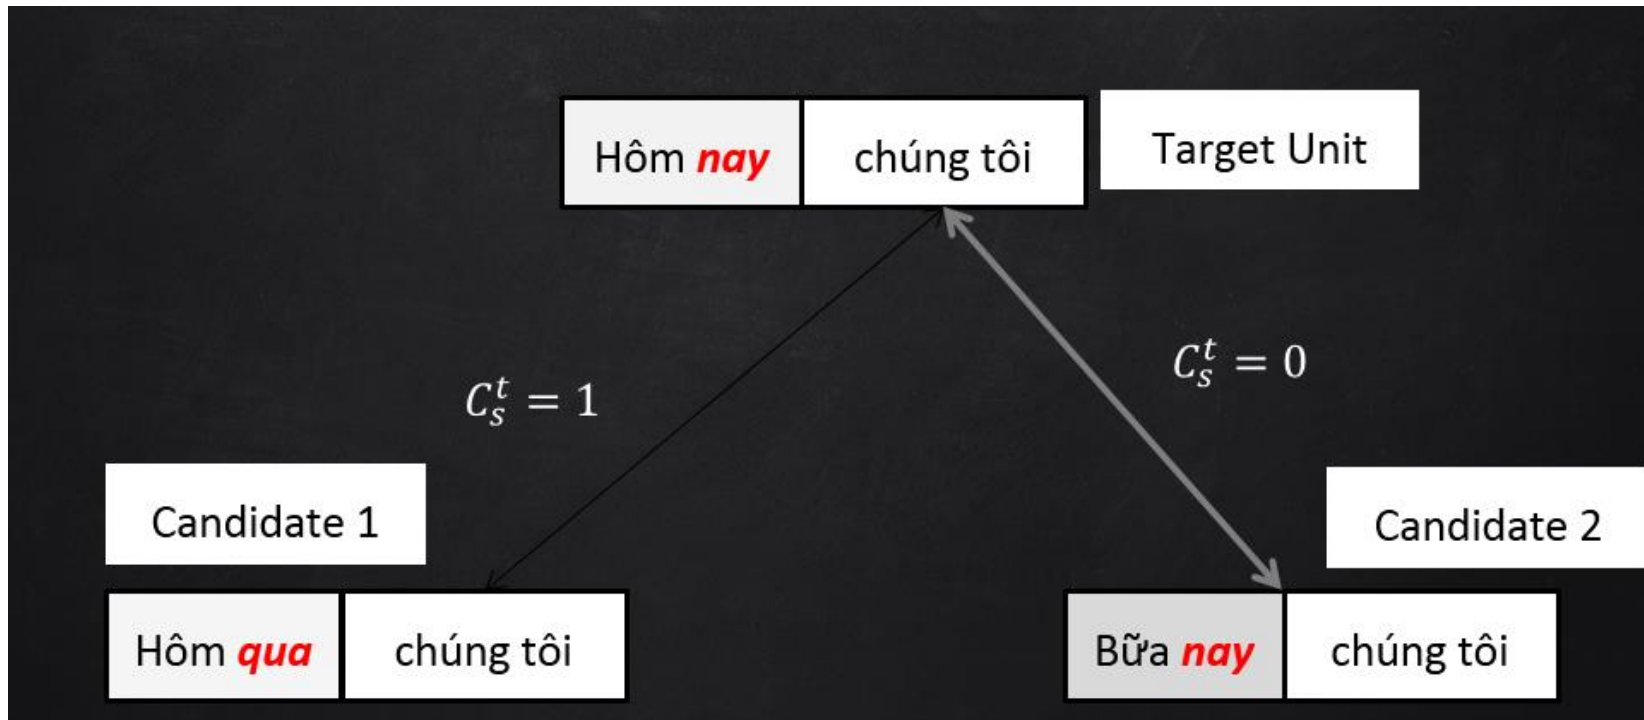 Hôm nay chúng tôi
Target Unit
$C_s^t = 1$
$C_s^t = 0$
Candidate 1
Candidate 2
Hôm qua chúng tôi
Bữa nay chúng tôi